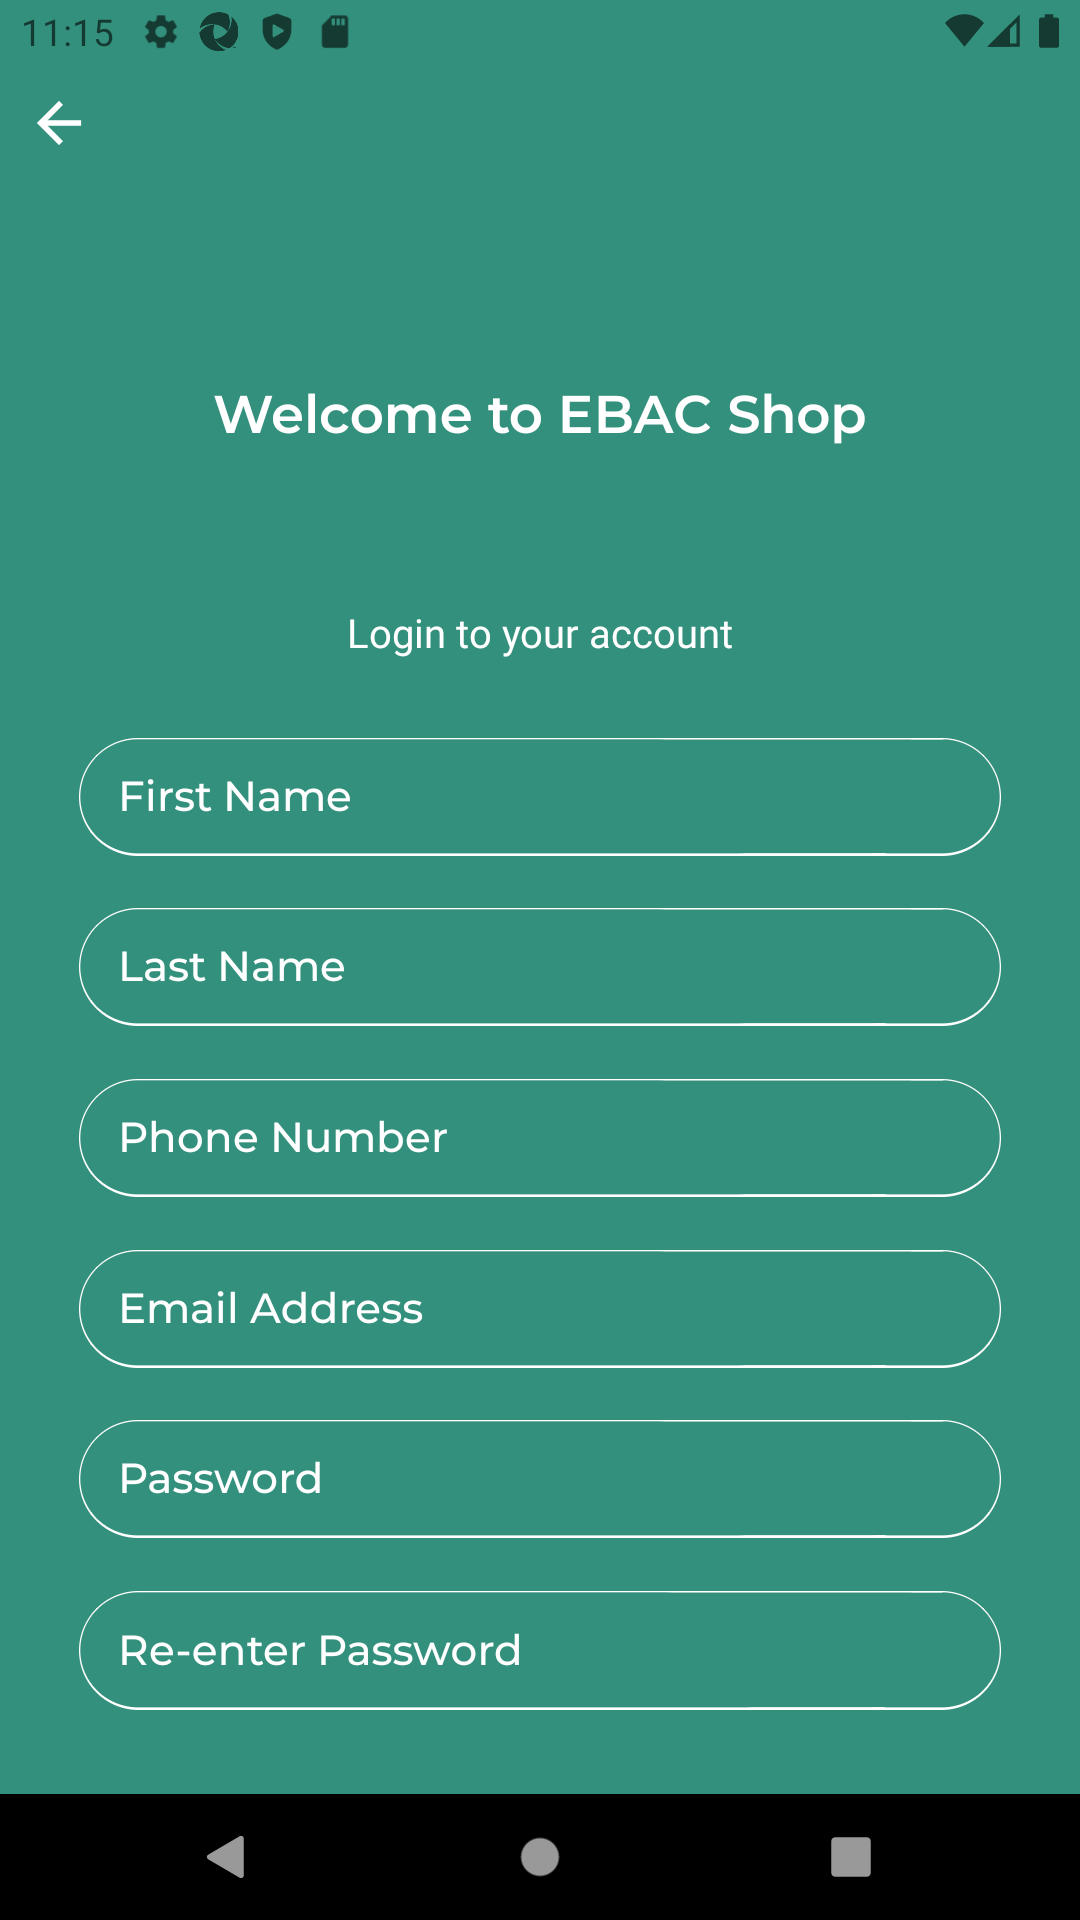 11:15
Welcome to EBAC Shop
Login to your account
First Name
Last Name
Phone Number
Email Address
Password
Re-enter Password